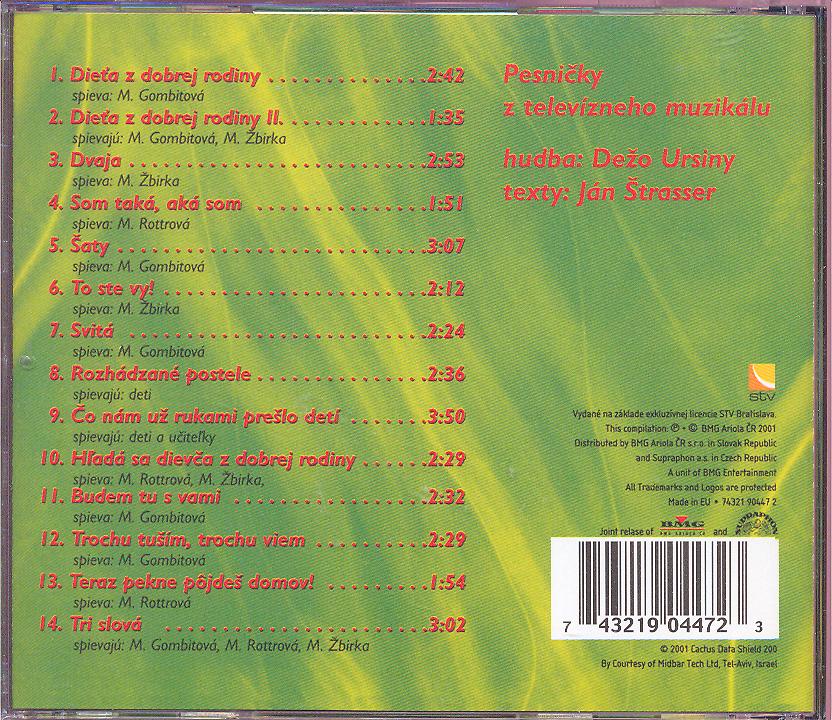 1. Dieťa z dobrej rodiny . . . . . . . . . . . . . . 2:42
spieva: M. Gombitová
2. Dieťa z dobrej rodiny II. . . . . . . . . . . . . 1:35
spievajú: M. Gombitová, M. Žbirka
3. Dvaja . . . . . . . . . . . . . . . . . . . . . . . . . . 2:53
spieva: M. Žbirka
4. Som taká, aká som . . . . . . . . . . . . . . . 1:51
spieva: M. Rottrová
5. Šaty . . . . . . . . . . . . . . . . . . . . . . . . . . . 3:07
spieva: M. Gombitová
6. To ste vy! . . . . . . . . . . . . . . . . . . . . . . . 2:12
spieva: M. Žbirka
7. Svitá . . . . . . . . . . . . . . . . . . . . . . . . . . 2:24
spieva: M. Gombitová
8. Rozhádzané postele . . . . . . . . . . . . . . . 2:36
spievajú: deti
9. Čo nám už rukami prešlo detí . . . . . . . 3:50
spievajú: deti a učiteľky
10. Hľadá sa dievča z dobrej rodiny . . . . . . 2:29
spieva: M. Rottrová, M. Žbirka,
11. Budem tu s vami . . . . . . . . . . . . . . . . . 2:32
spieva: M. Gombitová
12. Trochu tuším, trochu viem . . . . . . . . . . 2:29
spieva: M. Gombitová
13. Teraz pekne pôjdeš domov! . . . . . . . . . 1:54
spieva: M. Rottrová
14. Tri slová . . . . . . . . . . . . . . . . . . . . . . . 3:02
spievajú: M. Gombitová, M. Rottrová, M. Žbirka
Pesničky
z televízneho muzikálu
hudba: Dežo Ursiny
texty: Ján Štrasser
stv
Vydané na základe exkluzívnej licencie STV Bratislava.
This compilation: ℗ • © BMG Ariola ČR 2001
Distributed by BMG Ariola ČR s.r.o. in Slovak Republic
and Supraphon a.s. in Czech Republic
A unit of BMG Entertainment
All Trademarks and Logos are protected
Made in EU • 74321 90447 2
Joint relase of BMG and SUPRAPHON
7 43219 04472 3
© 2001 Cactus Data Shield 200
By Courtesy of Midbar Tech Ltd, Tel-Aviv, Israel